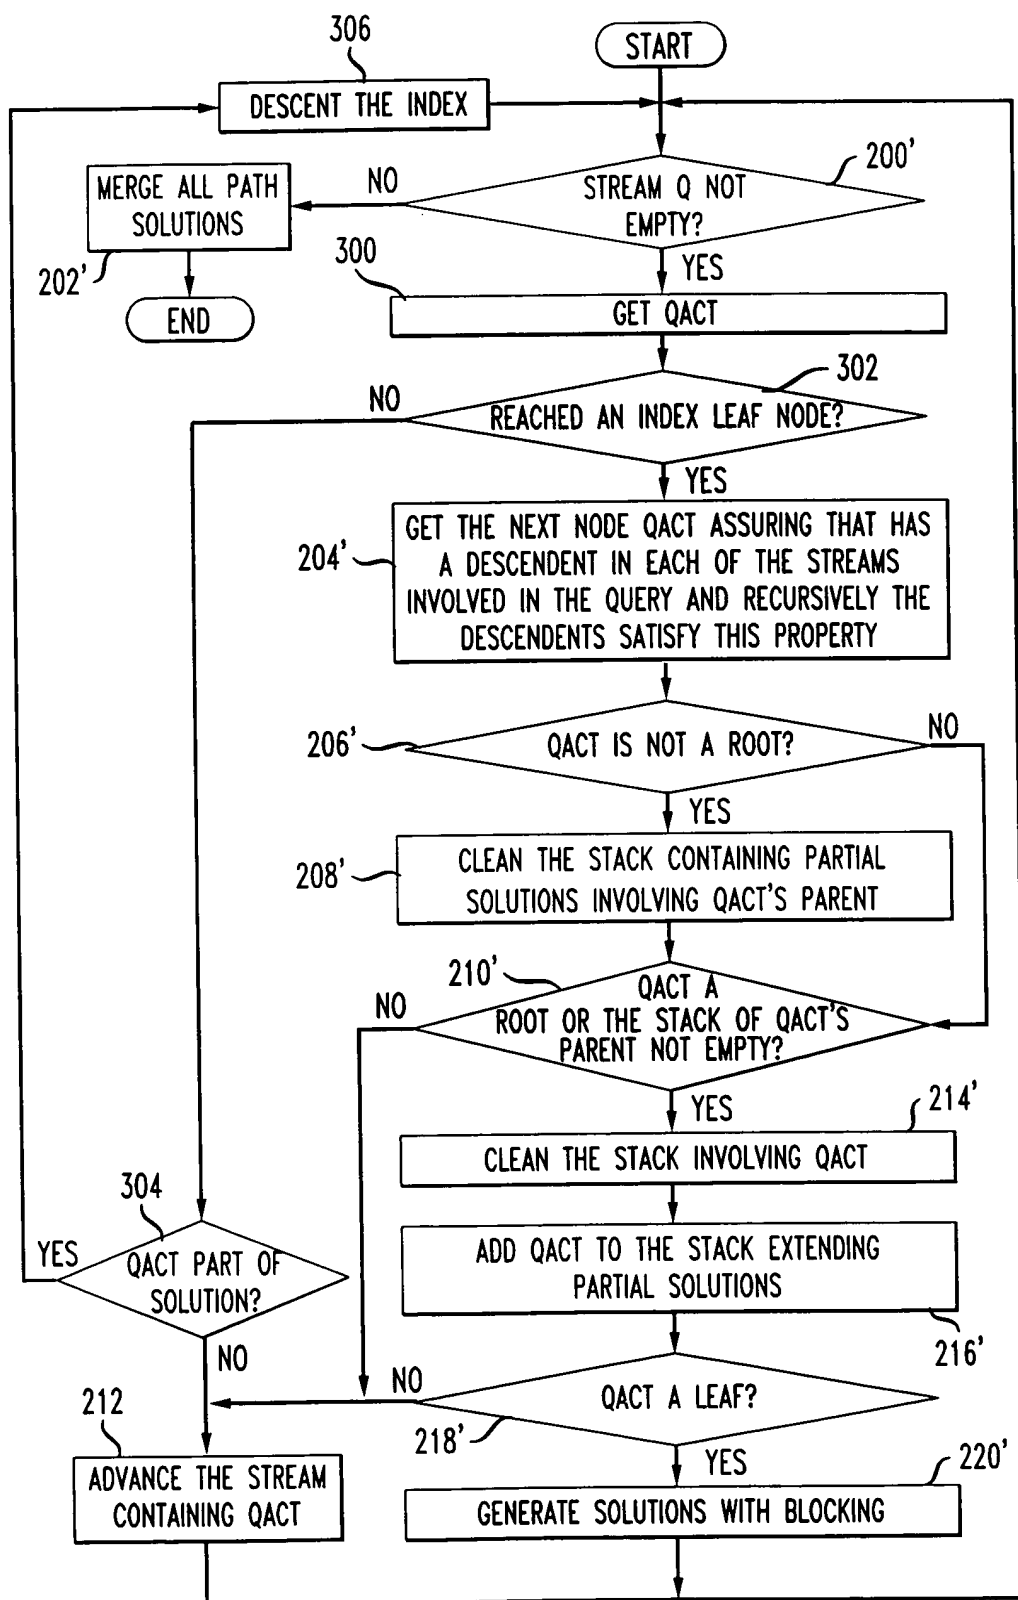 306
START
DESCENT THE INDEX
200'
STREAM Q NOT
EMPTY?
NO
MERGE ALL PATH
SOLUTIONS
202'
END
YES
300
GET QACT
302
NO
REACHED AN INDEX LEAF NODE?
YES
204'
GET THE NEXT NODE QACT ASSURING THAT HAS
A DESCENDENT IN EACH OF THE STREAMS
INVOLVED IN THE QUERY AND RECURSIVELY THE
DESCENDENTS SATISFY THIS PROPERTY
206'
QACT IS NOT A ROOT?
NO
YES
208'
CLEAN THE STACK CONTAINING PARTIAL
SOLUTIONS INVOLVING QACT'S PARENT
210'
NO
QACT A
ROOT OR THE STACK OF QACT'S
PARENT NOT EMPTY?
YES
214'
CLEAN THE STACK INVOLVING QACT
304
YES
QACT PART OF
SOLUTION?
NO
ADD QACT TO THE STACK EXTENDING
PARTIAL SOLUTIONS
216'
NO
QACT A LEAF?
218'
YES
212
ADVANCE THE STREAM
CONTAINING QACT
220'
GENERATE SOLUTIONS WITH BLOCKING